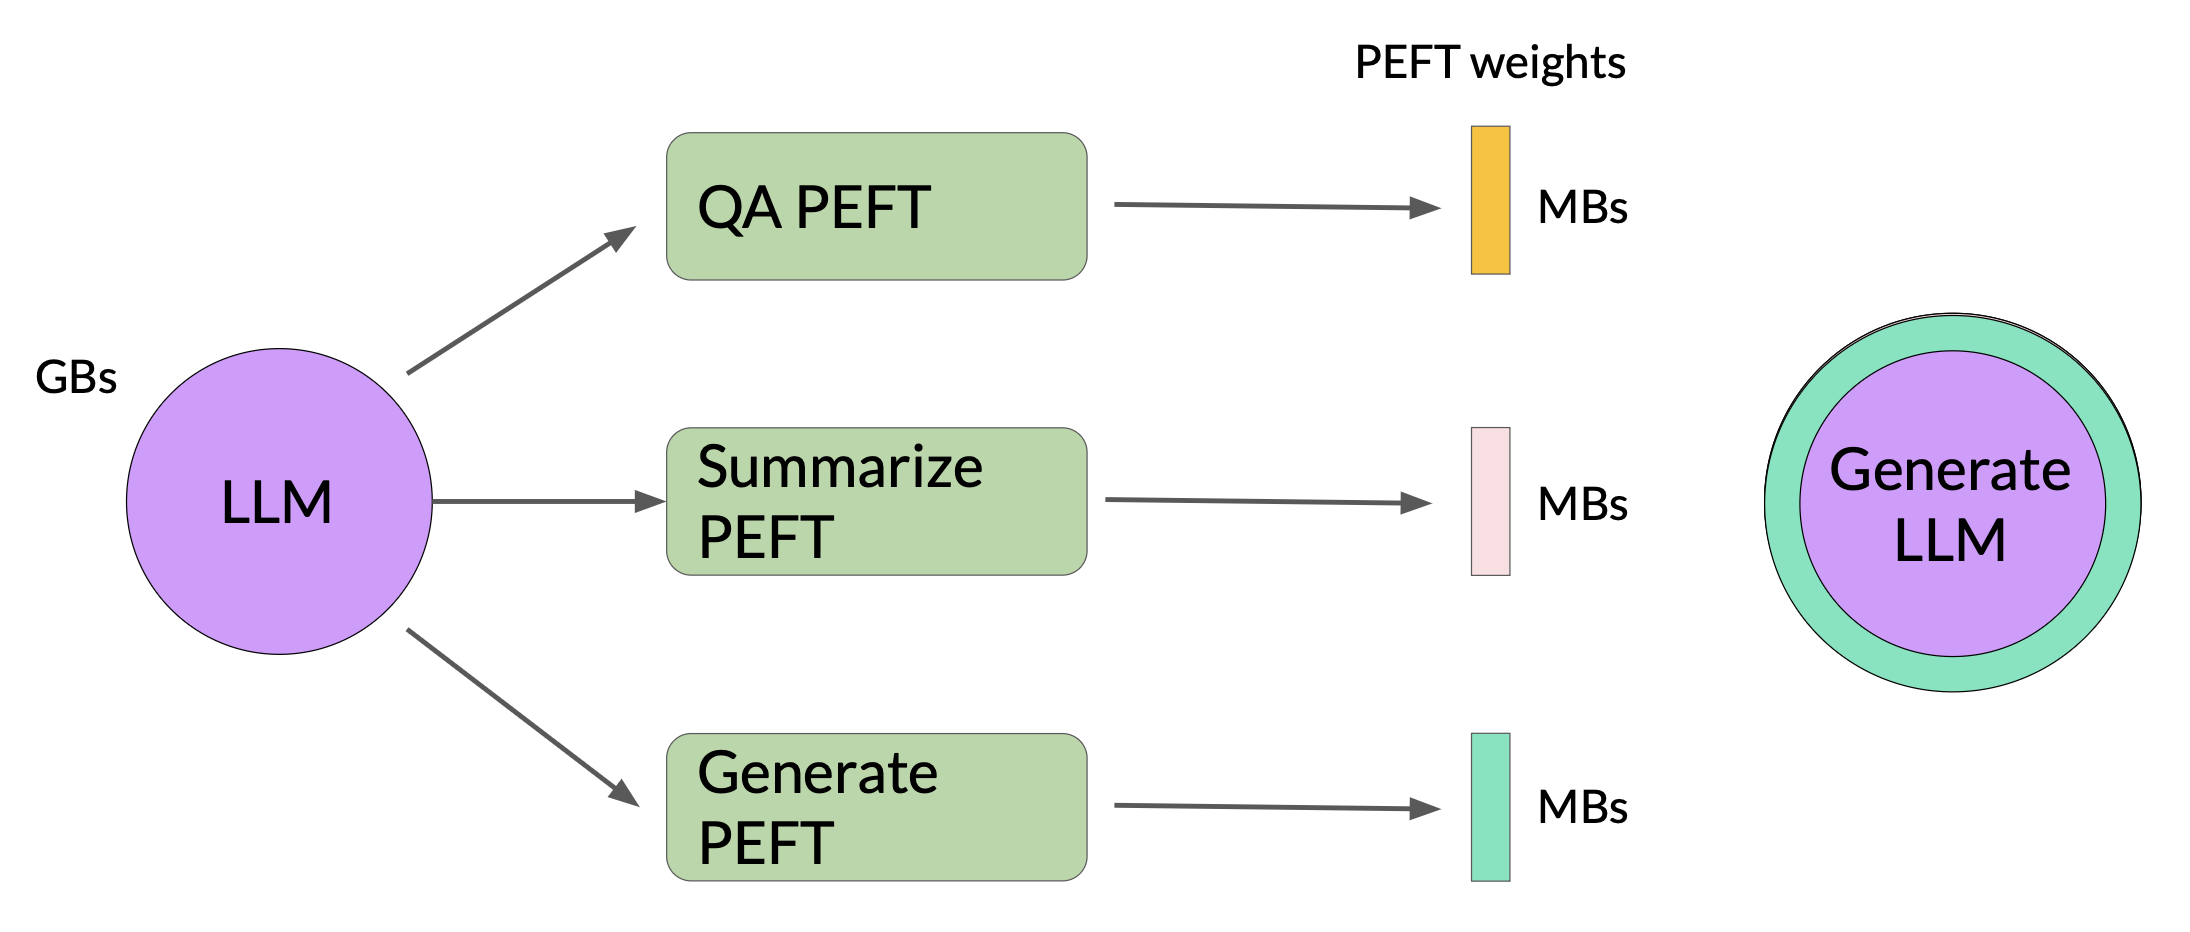 PEFT weights
QA PEFT
MBs
GBs
LLM
Summarize
PEFT
MBs
Generate
LLM
Generate
PEFT
MBs